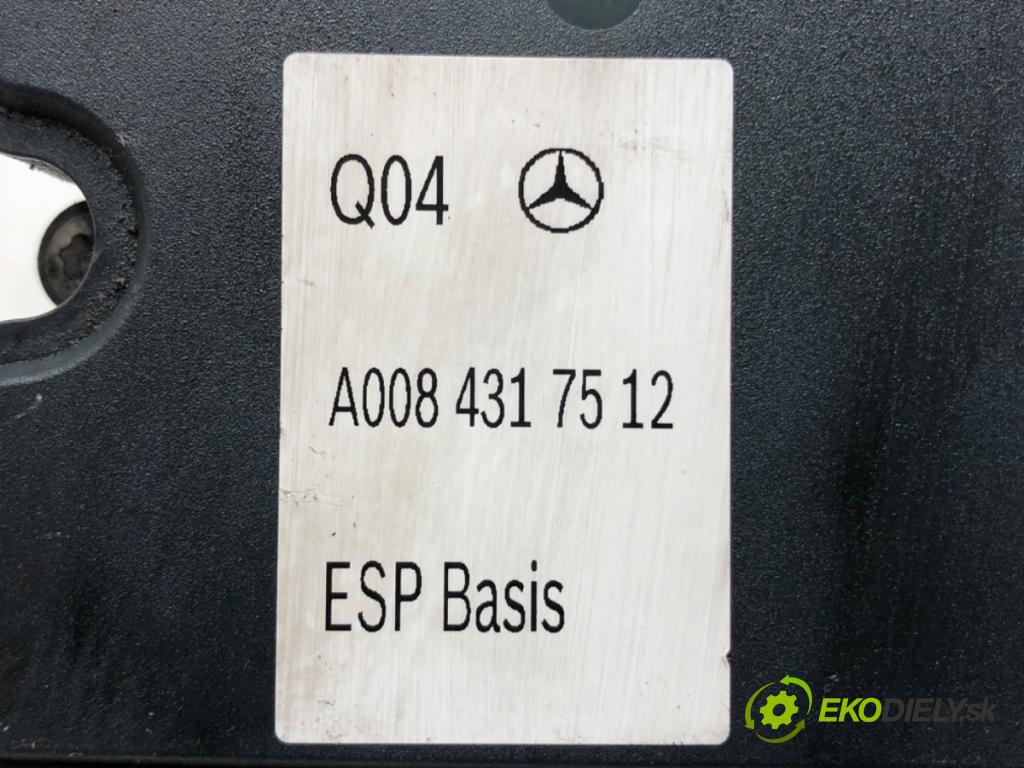 Q04
A008 431 75 12
ESP Basis
EKODIELY.sk